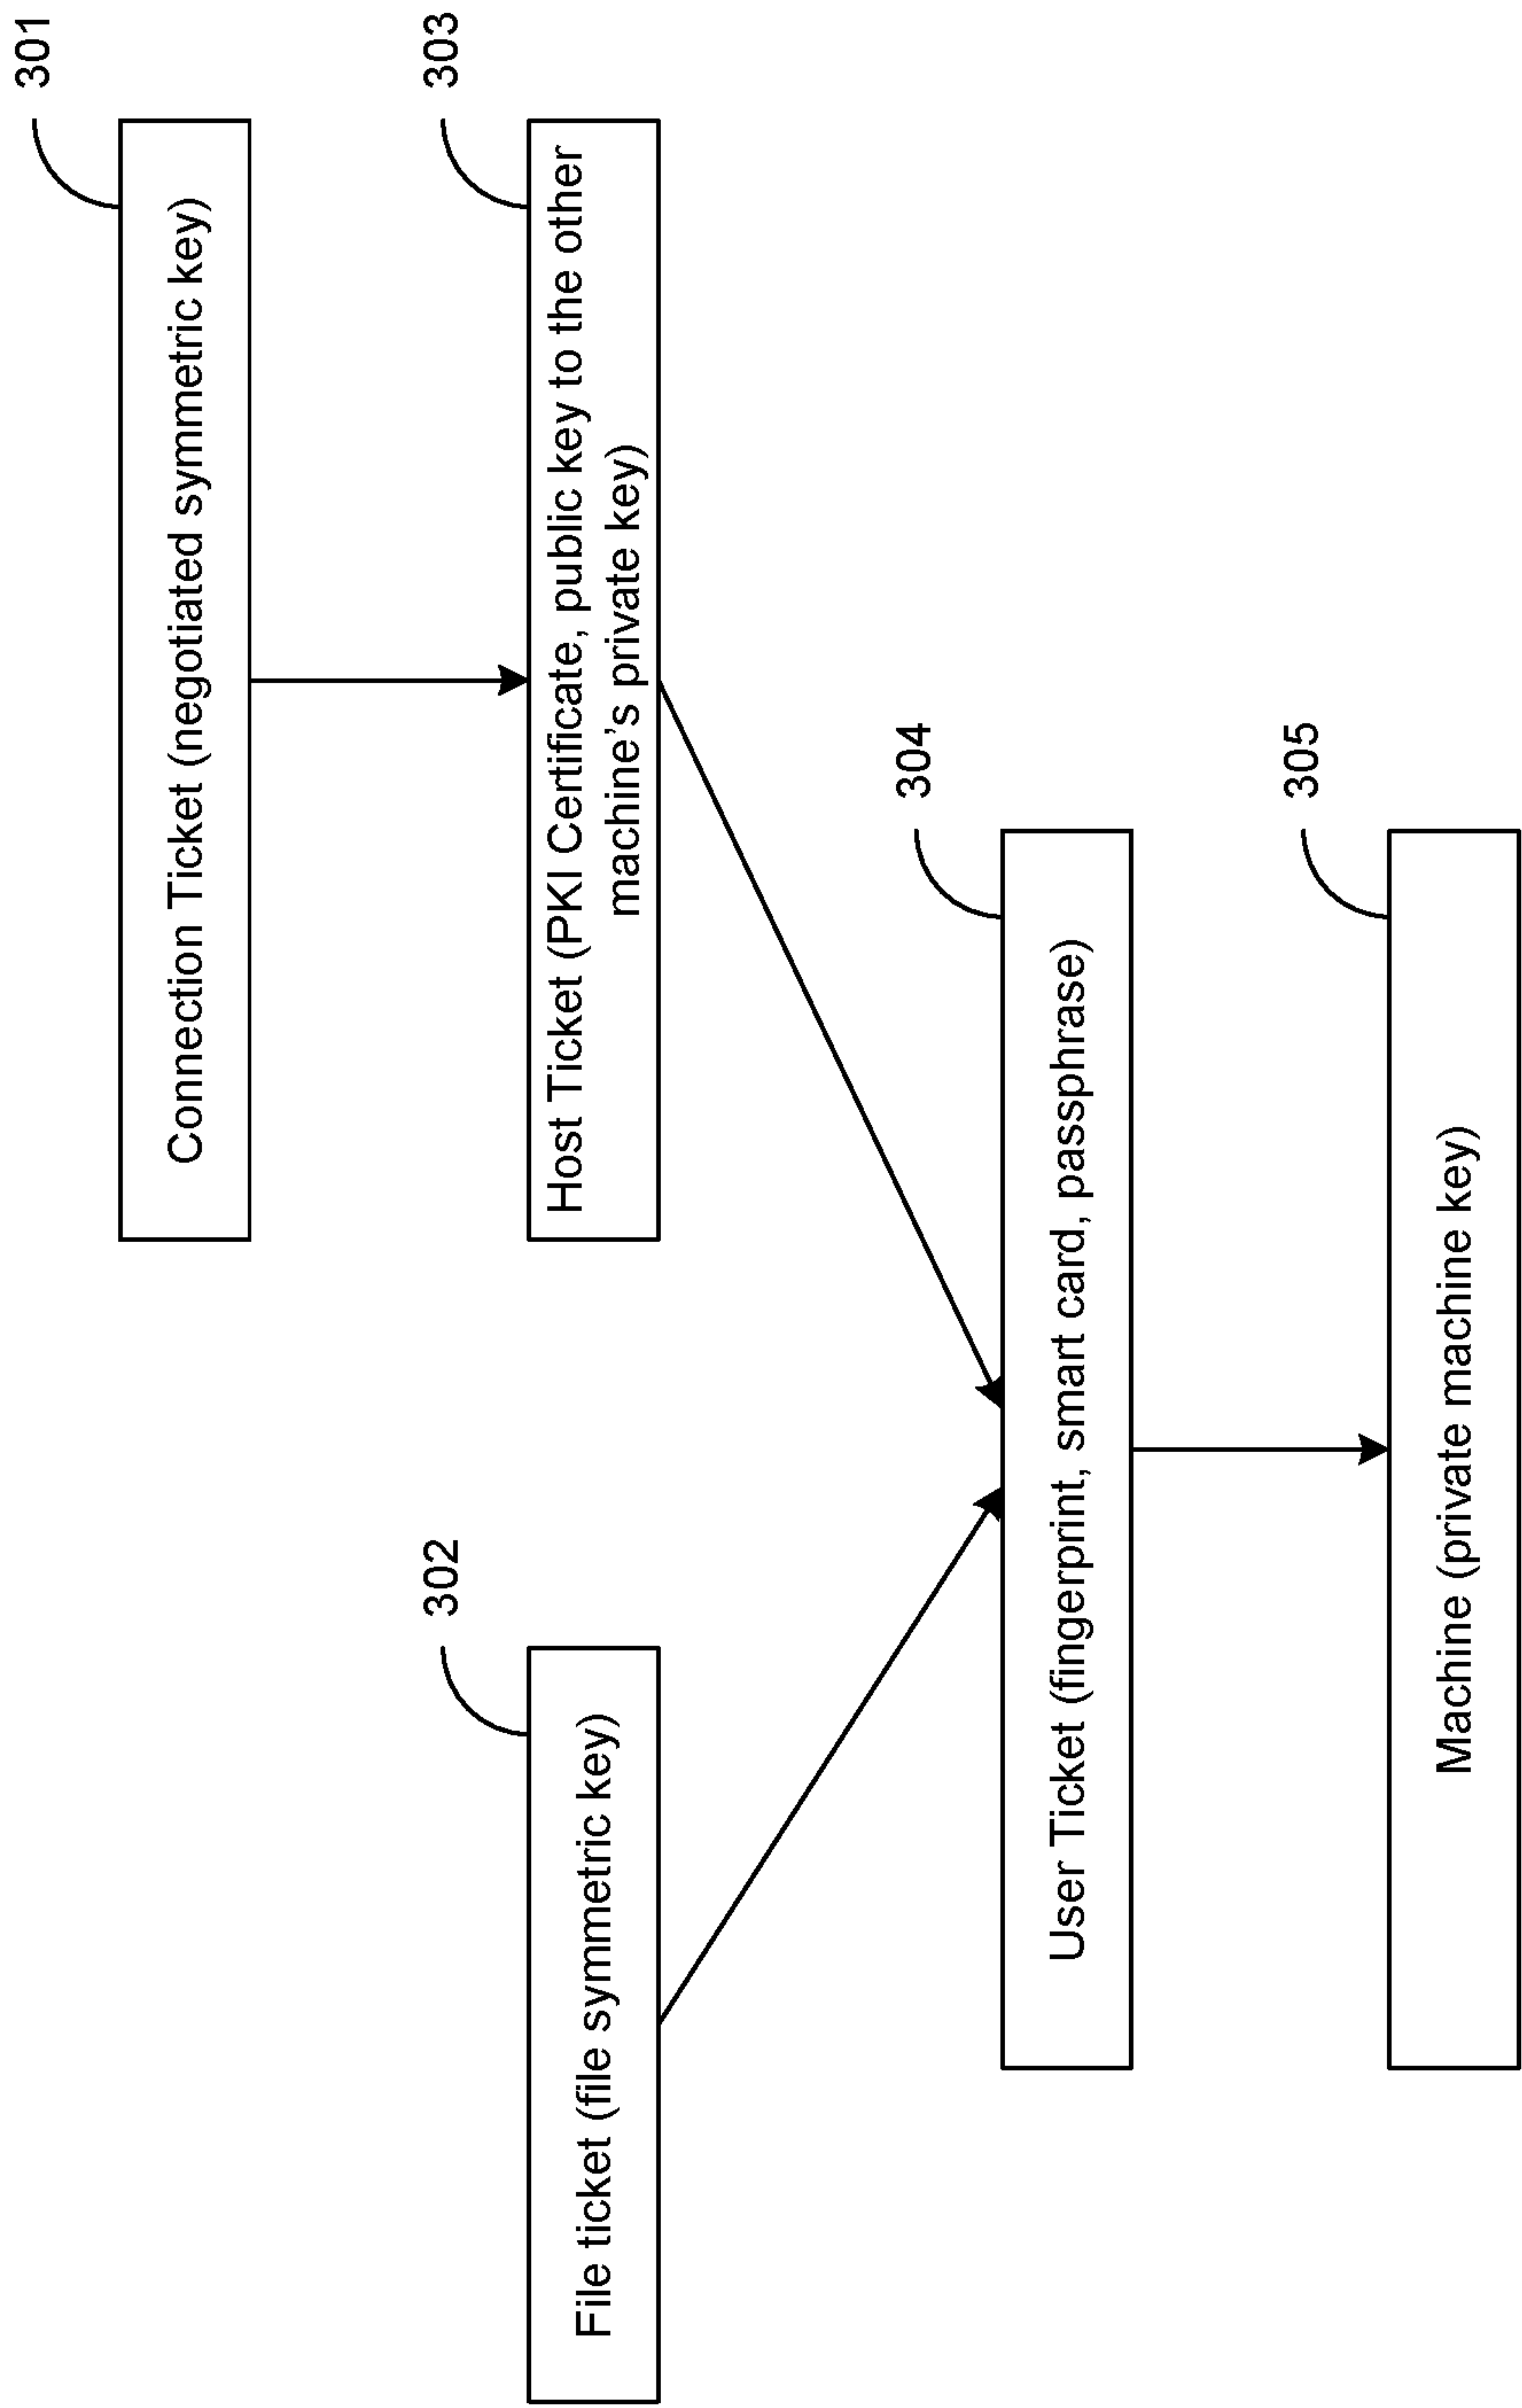 301
Connection Ticket (negotiated symmetric key)
302
File ticket (file symmetric key)
303
Host Ticket (PKI Certificate, public key to the other
machine's private key)
304
User Ticket (fingerprint, smart card, passphrase)
305
Machine (private machine key)